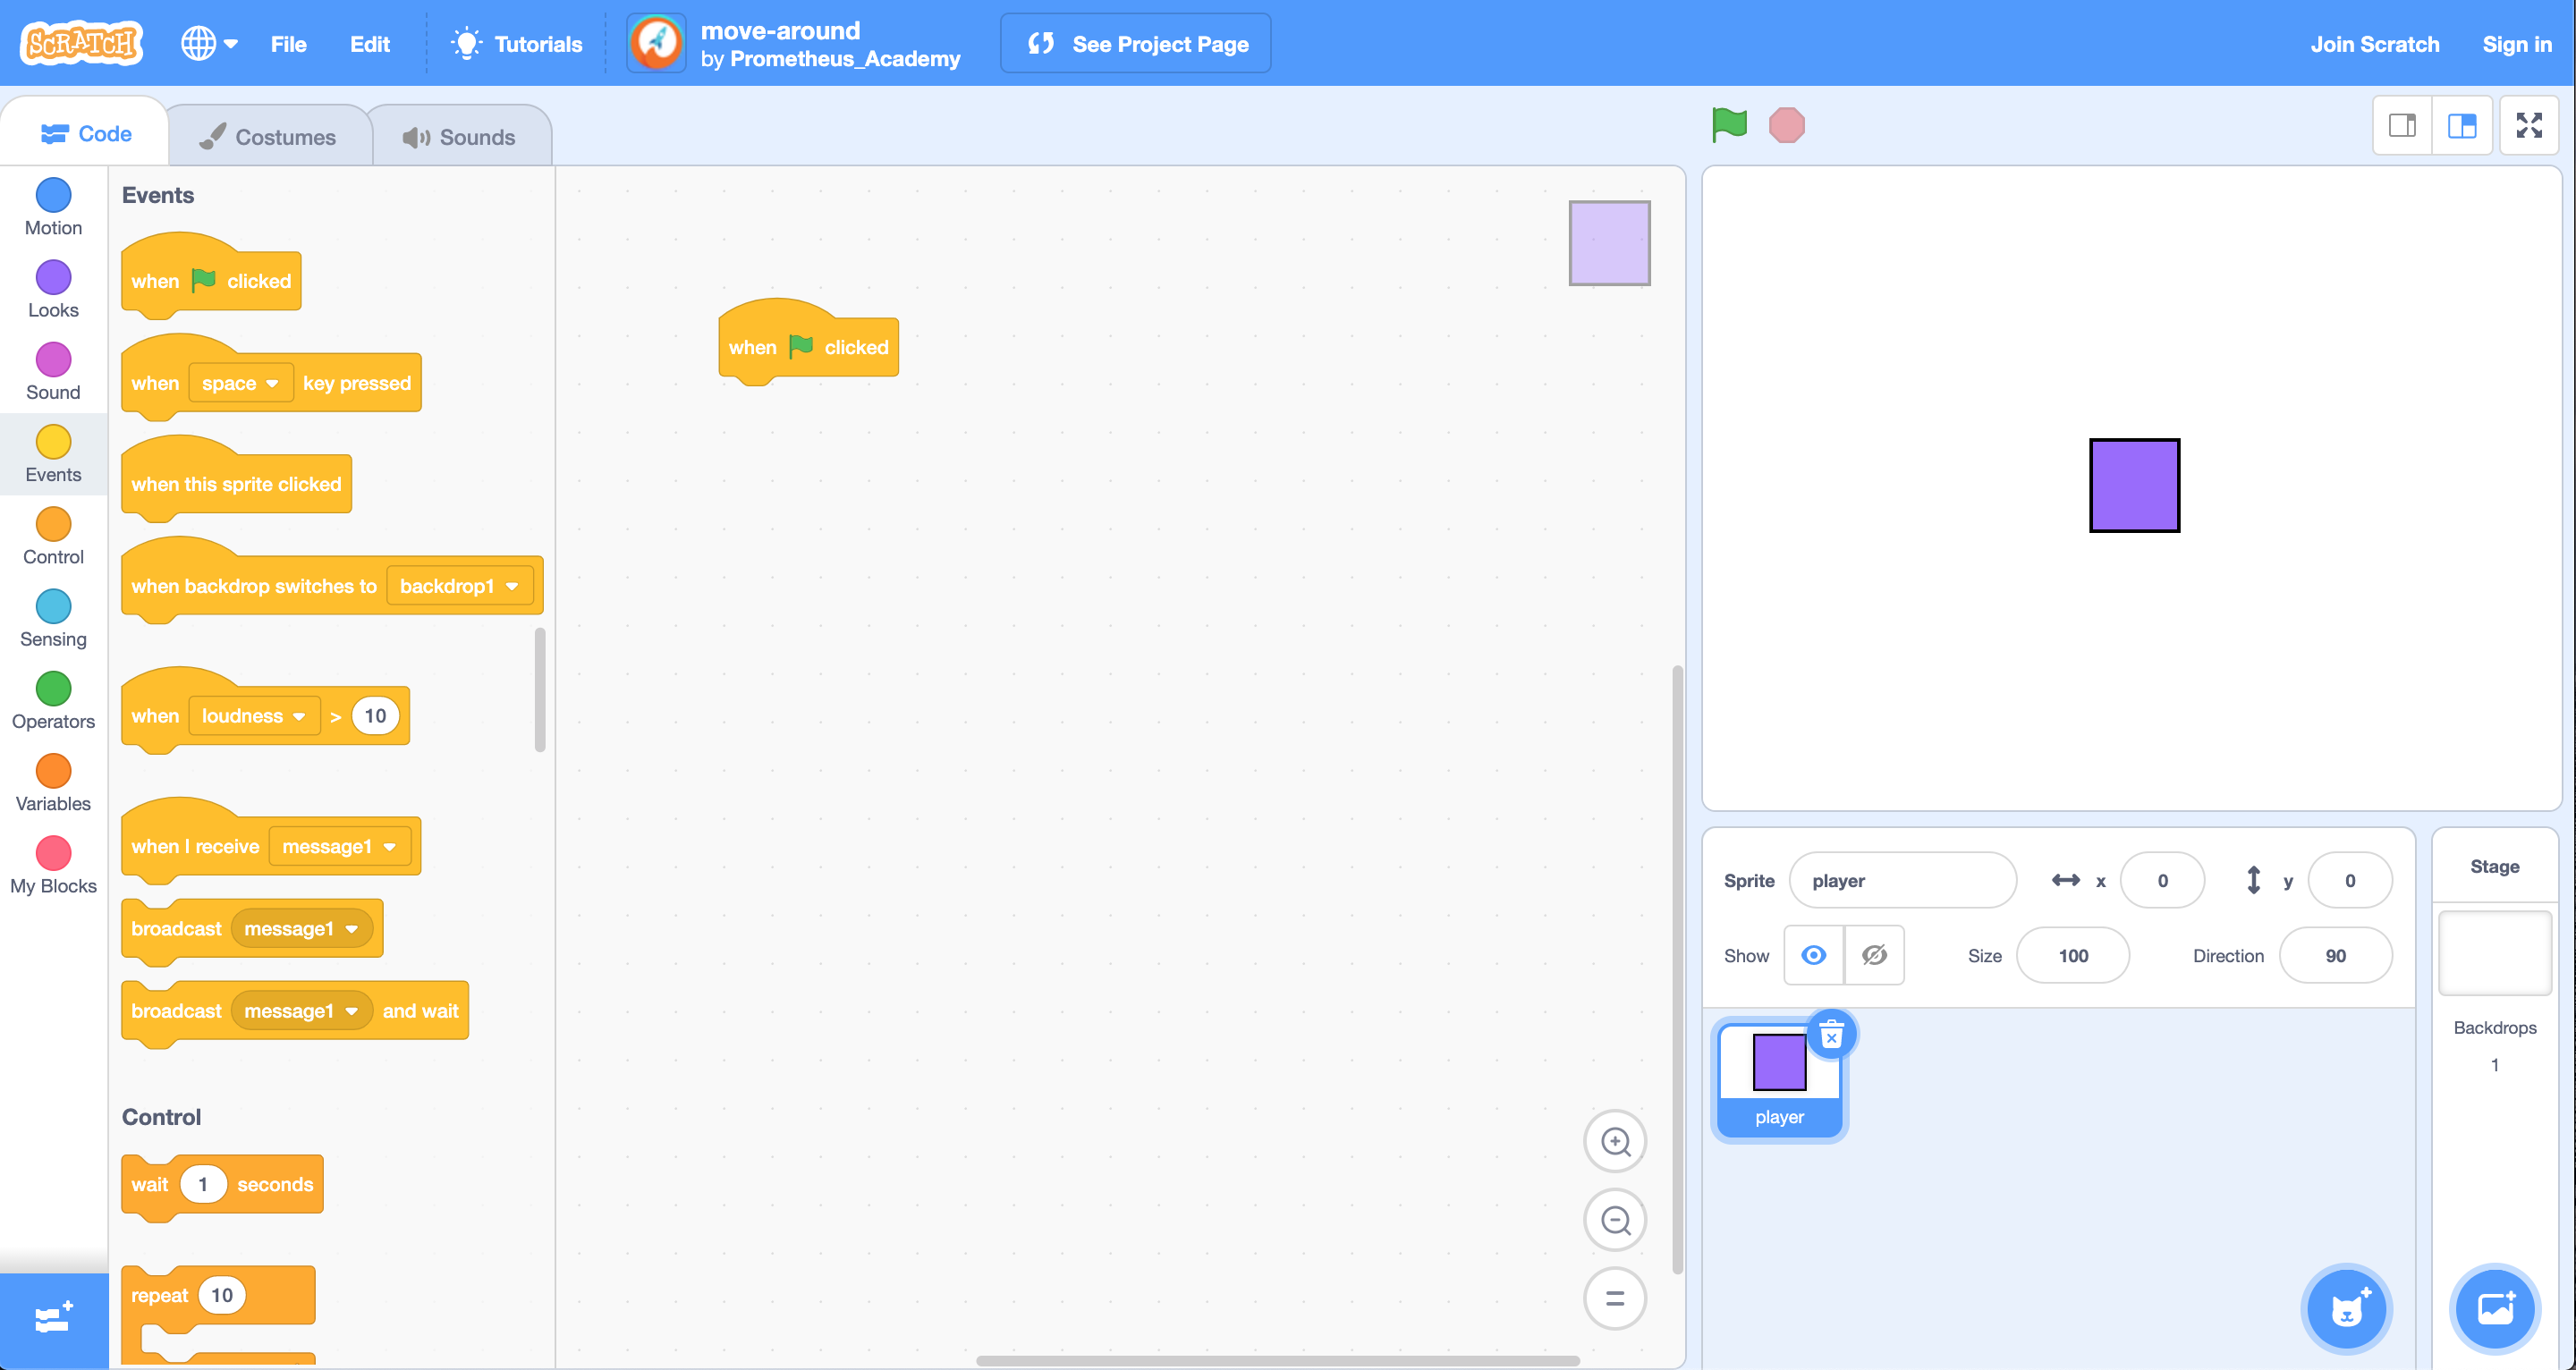 SCRATCH
File
Edit
Tutorials
move-around
by Prometheus_Academy
See Project Page
Join Scratch
Sign in
Code
Costumes
Sounds
Motion
Looks
Sound
Events
Control
Sensing
Operators
Variables
My Blocks
Events
when clicked
when space key pressed
when this sprite clicked
when backdrop switches to backdrop1
when loudness > 10
when I receive message1
broadcast message1
broadcast message1 and wait
Control
wait 1 seconds
repeat 10
when clicked
Sprite player x 0 y 0
Show Size 100 Direction 90
player
Stage
Backdrops
1